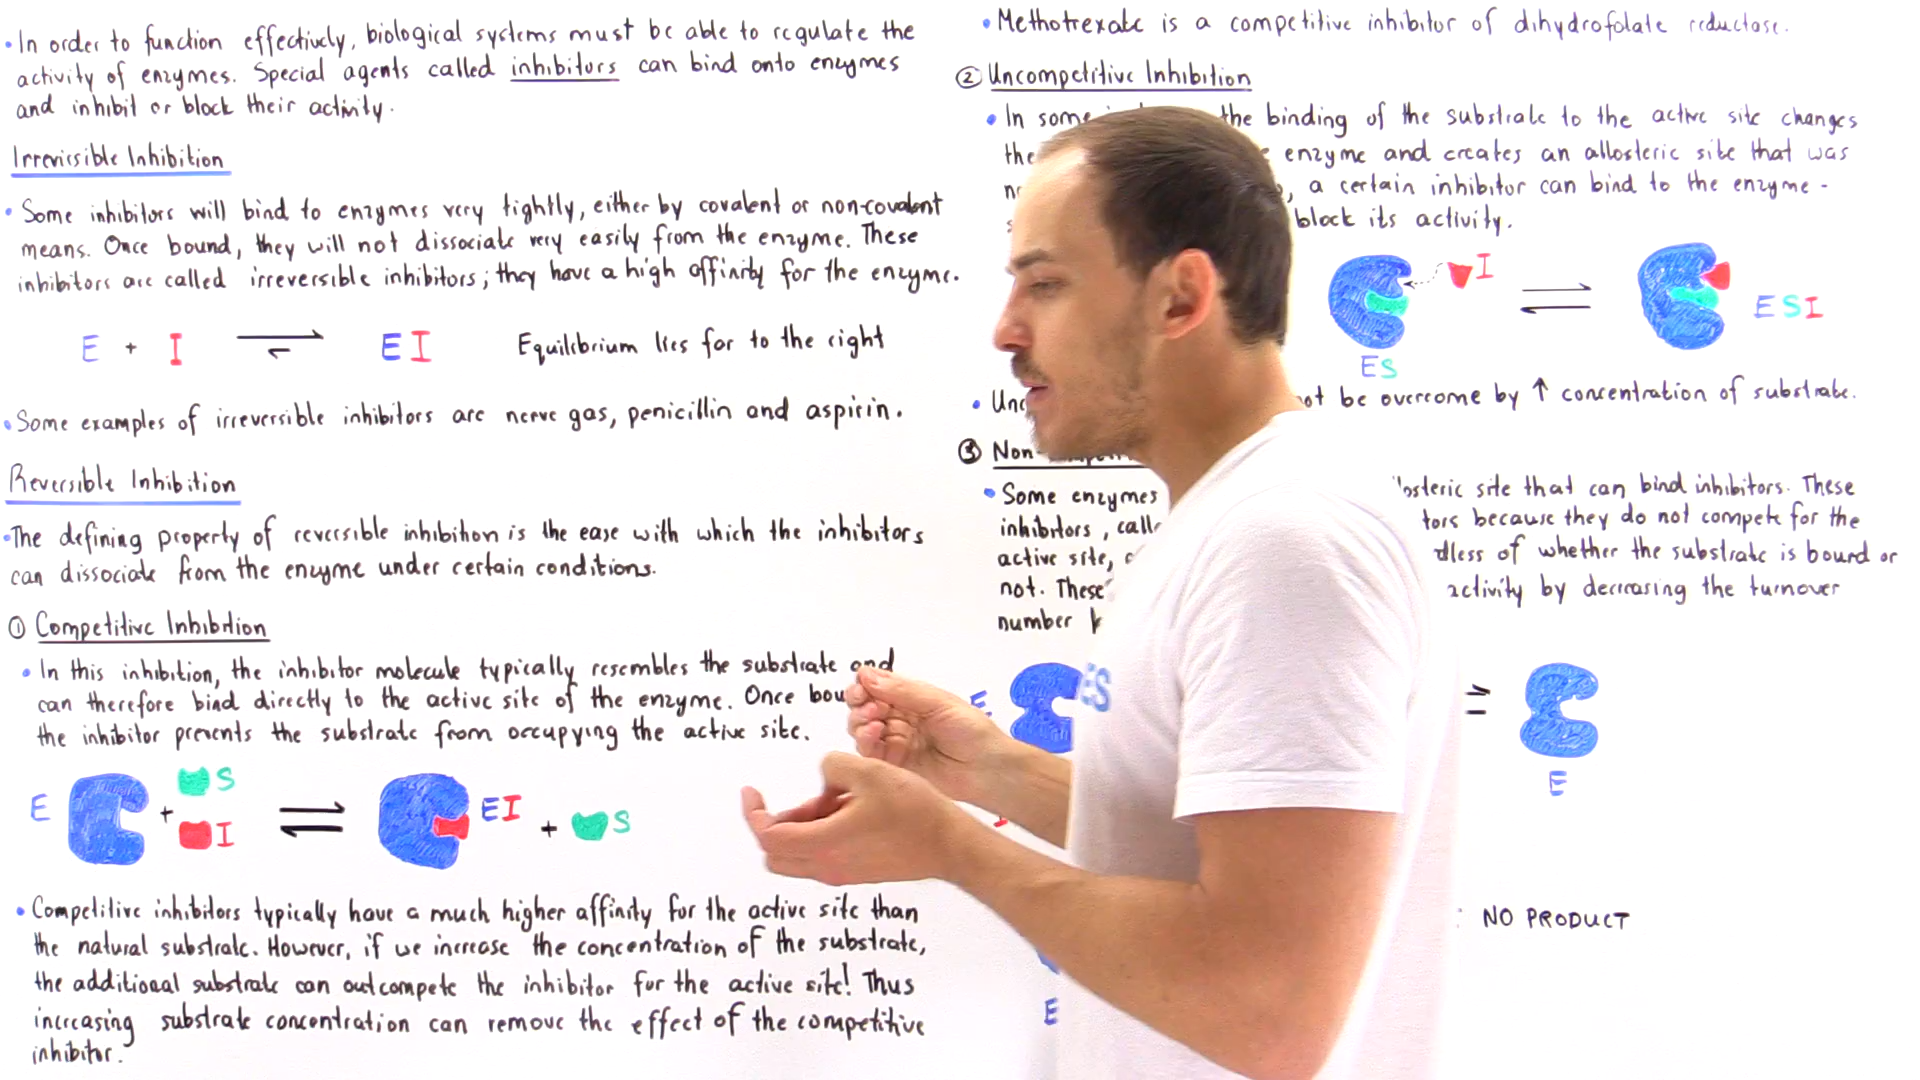 • In order to function effectively, biological systems must be able to regulate the
activity of enzymes. Special agents called inhibitors can bind onto enzymes
and inhibit or block their activity.
Irreversible Inhibition
• Some inhibitors will bind to enzymes very tightly, either by covalent or non-covalent
means. Once bound, they will not dissociate very easily from the enzyme. These
inhibitors are called irreversible inhibitors; they have a high affinity for the enzyme.
E + I ⇌ EI Equilibrium lies far to the right
• Some examples of irreversible inhibitors are nerve gas, penicillin and aspirin.
Reversible Inhibition
• The defining property of reversible inhibition is the ease with which the inhibitors
can dissociate from the enzyme under certain conditions.
① Competitive Inhibition
• In this inhibition, the inhibitor molecule typically resembles the substrate and
can therefore bind directly to the active site of the enzyme. Once bou
the inhibitor prevents the substrate from occupying the active site.
E + S I ⇌ EI + S
• Competitive inhibitors typically have a much higher affinity for the active site than
the natural substrate. However, if we increase the concentration of the substrate,
the additional substrate can outcompete the inhibitor for the active site! Thus
increasing substrate concentration can remove the effect of the competitive
inhibitor.
• Methotrexate is a competitive inhibitor of dihydrofolate reductase.
② Uncompetitive Inhibition
• In some the binding of the substrate to the active site changes
the enzyme and creates an allosteric site that was
a certain inhibitor can bind to the enzyme -
block its activity.
I
ES ⇌ ESI
• Unc not be overcome by ↑ concentration of substrate.
③ Non-
• Some enzymes losteric site that can bind inhibitors. These
inhibitors, calle tors because they do not compete for the
active site, dless of whether the substrate is bound or
not. These activity by decreasing the turnover
number
E ES ⇌ E
: NO PRODUCT
E